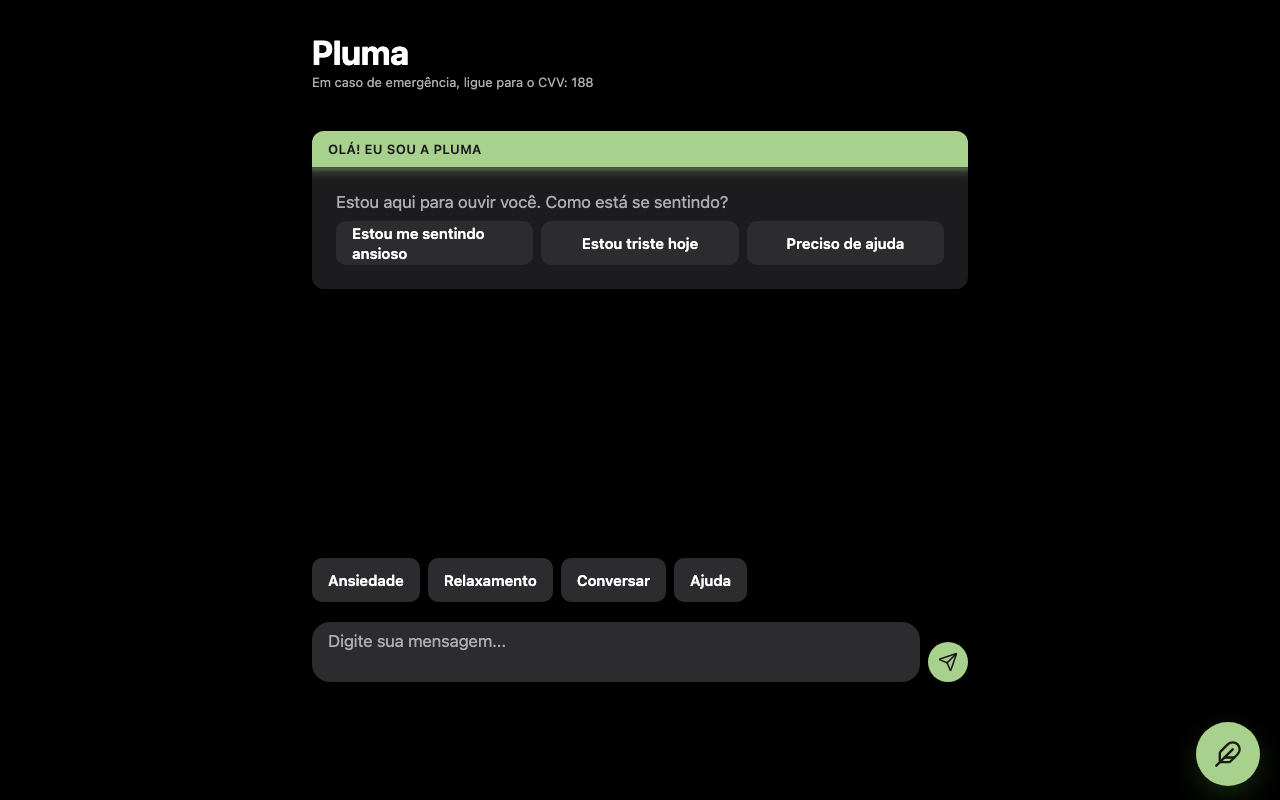 Pluma
Em caso de emergência, ligue para o CVV: 188
OLÁ! EU SOU A PLUMA
Estou aqui para ouvir você. Como está se sentindo?
Estou me sentindo
ansioso
Estou triste hoje
Preciso de ajuda
Ansiedade
Relaxamento
Conversar
Ajuda
Digite sua mensagem...